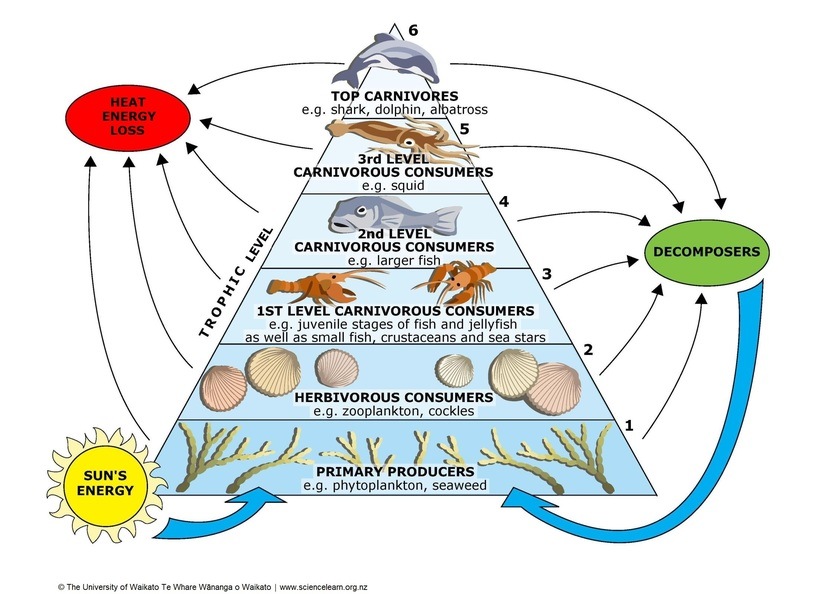 6
HEAT
ENERGY
LOSS
TOP CARNIVORES
e.g. shark, dolphin, albatross
5
3rd LEVEL
CARNIVOROUS CONSUMERS
e.g. squid
4
2nd LEVEL
CARNIVOROUS CONSUMERS
e.g. larger fish
DECOMPOSERS
TROPHIC LEVEL
3
1ST LEVEL CARNIVOROUS CONSUMERS
e.g. juvenile stages of fish and jellyfish
as well as small fish, crustaceans and sea stars
2
HERBIVOROUS CONSUMERS
e.g. zooplankton, cockles
1
SUN'S
ENERGY
PRIMARY PRODUCERS
e.g. phytoplankton, seaweed
© The University of Waikato Te Whare Wānanga o Waikato | www.sciencelearn.org.nz